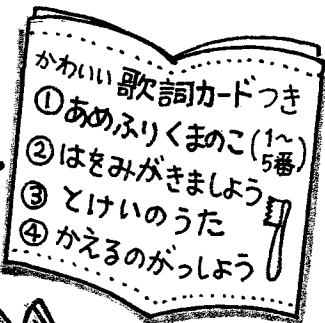 かわいい歌詞カードつき
①あめふりくまのこ(1〜5番)
②はをみがきましょう
③とけいのうた
④かえるのがっしょう